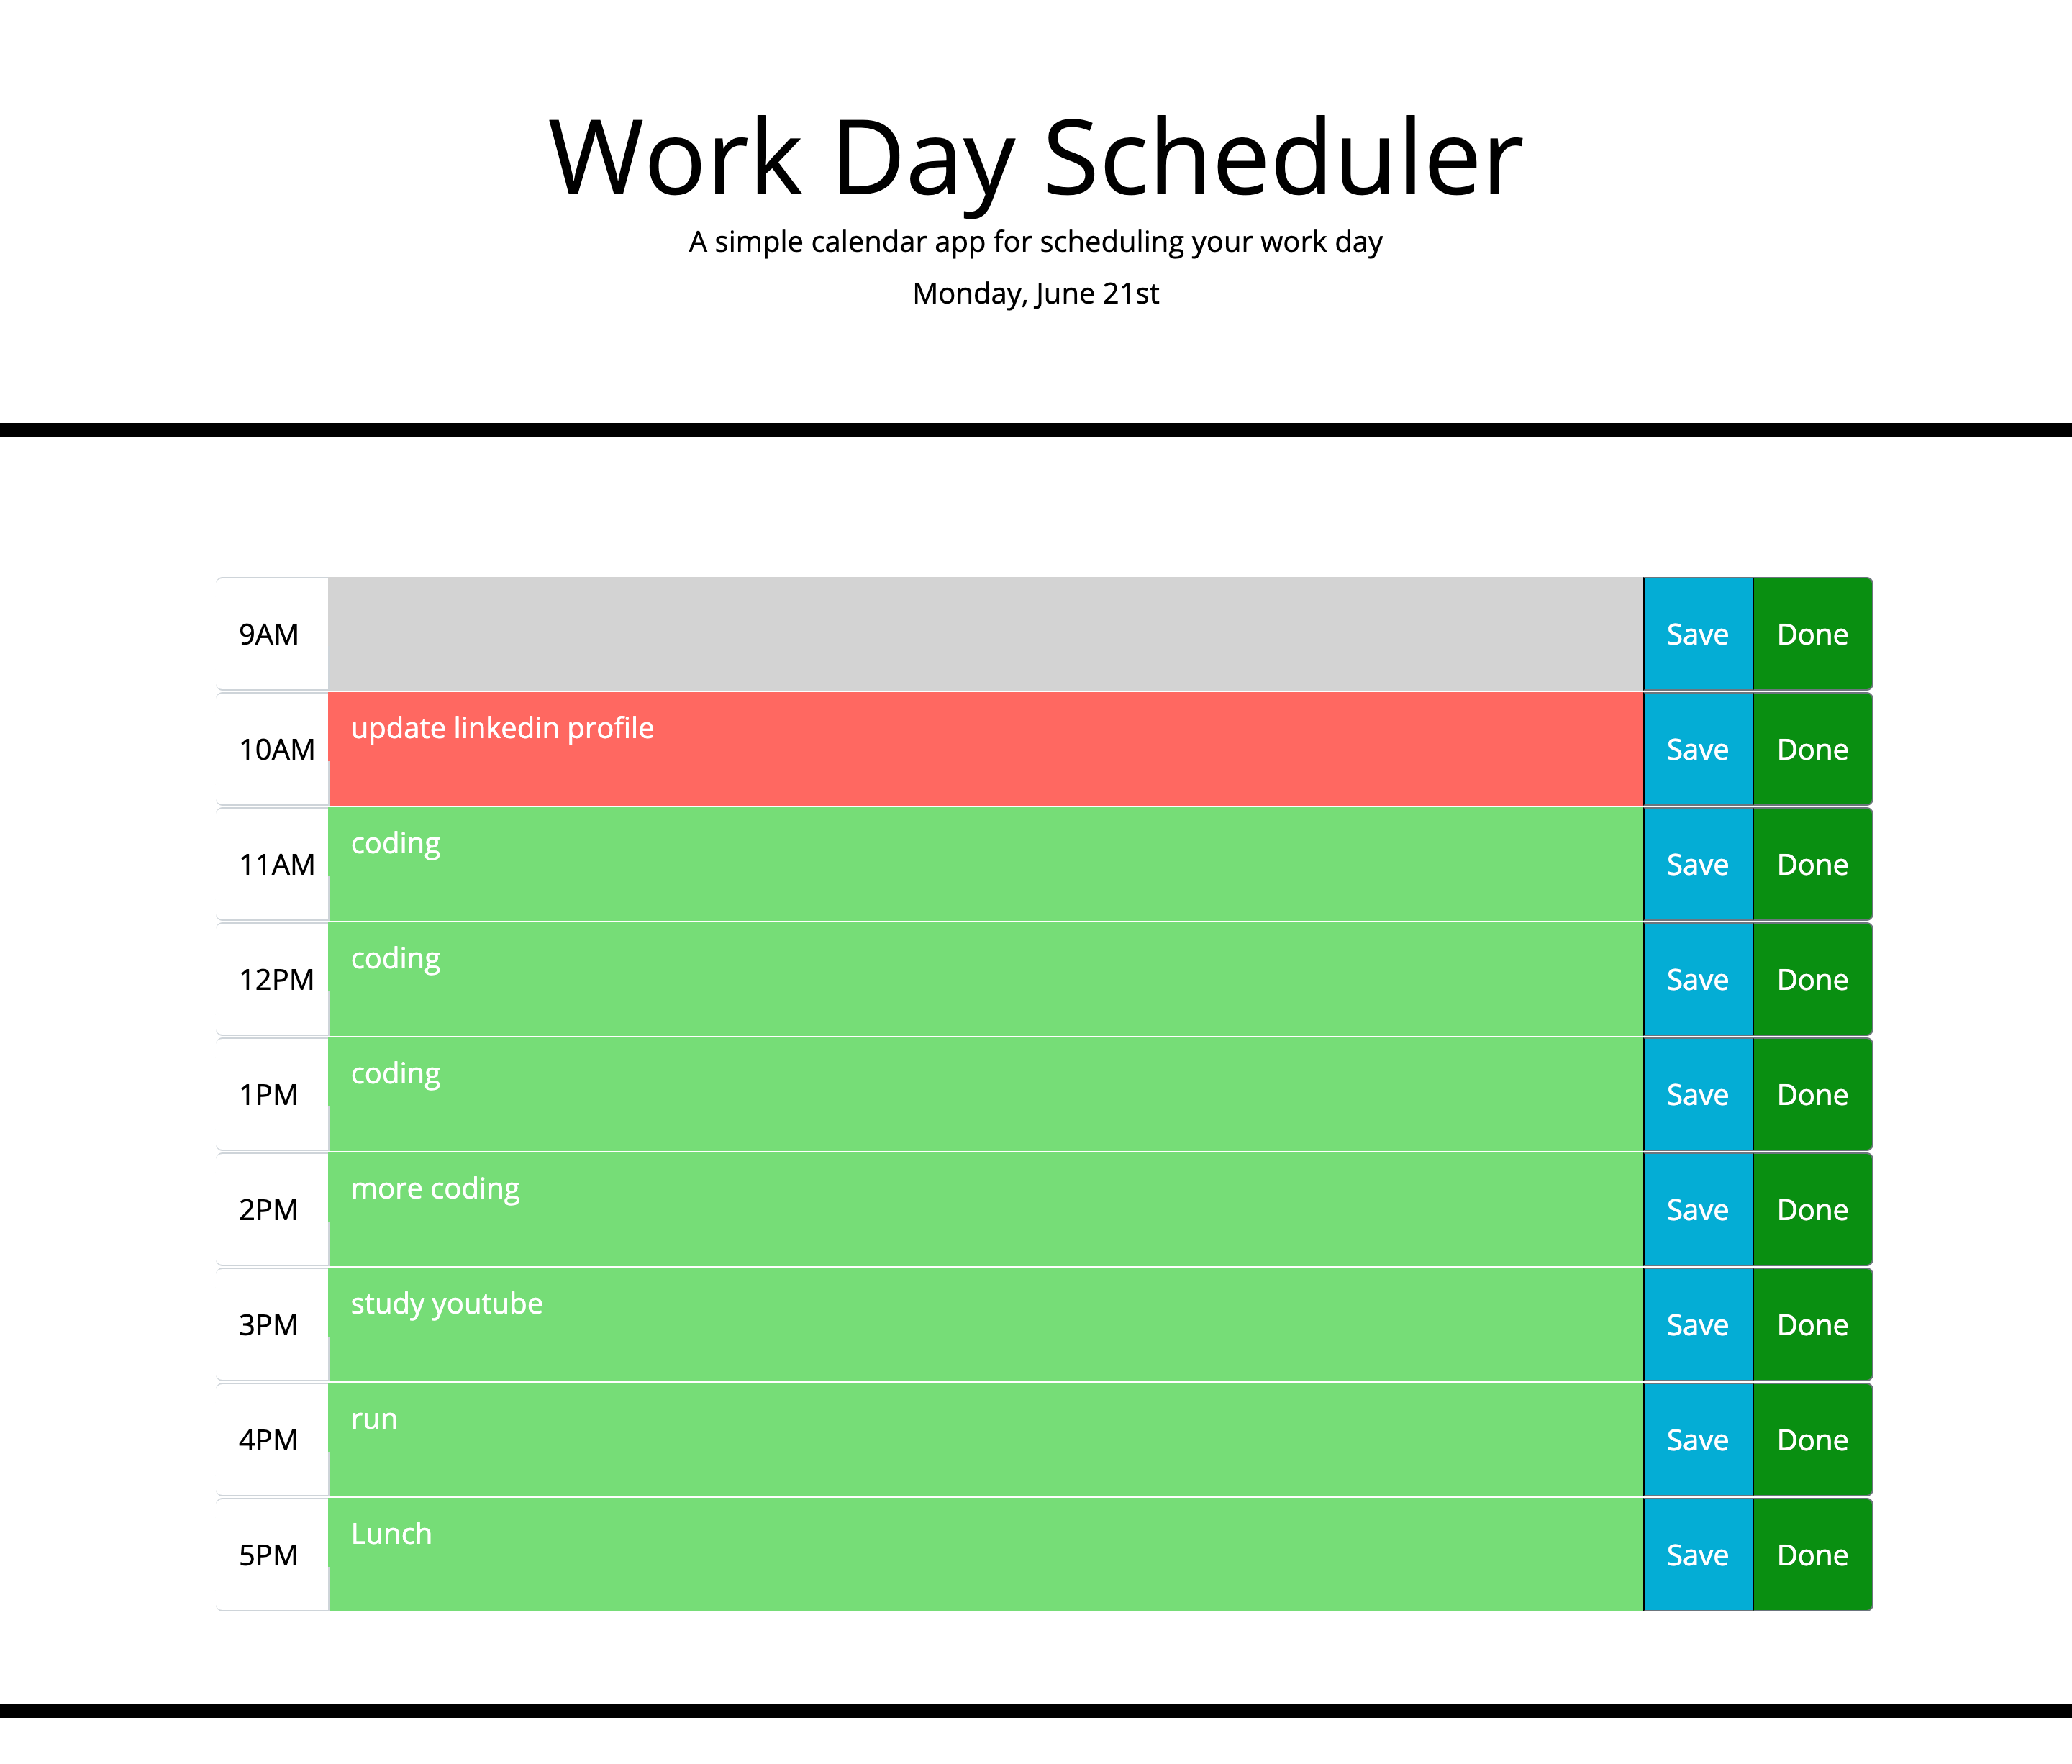 Work Day Scheduler
A simple calendar app for scheduling your work day
Monday, June 21st
9AM Save Done
10AM update linkedin profile Save Done
11AM coding Save Done
12PM coding Save Done
1PM coding Save Done
2PM more coding Save Done
3PM study youtube Save Done
4PM run Save Done
5PM Lunch Save Done